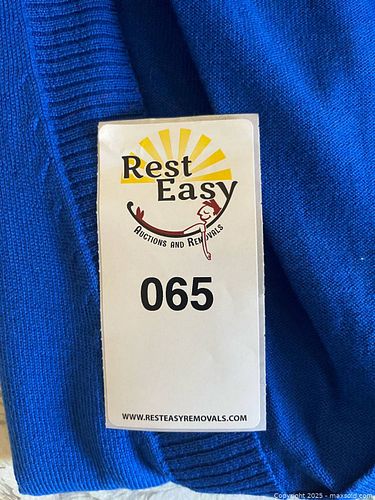 Rest
Easy
AUCTIONS AND REMOVALS
065
WWW.RESTEASYREMOVALS.COM
Copyright 2025 - maxsold.com